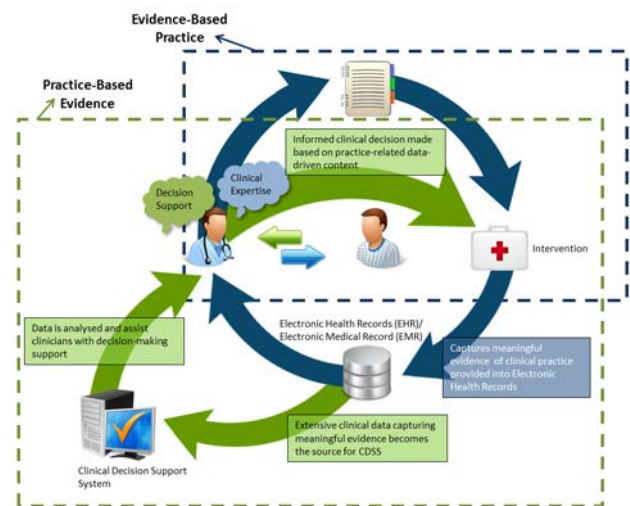 Evidence-Based
Practice
Practice-Based
Evidence
Informed clinical decision made
based on practice-related data-
driven content
Decision
Support
Clinical
Expertise
Intervention
Data is analysed and assist
clinicians with decision-making
support
Electronic Health Records (EHR)/
Electronic Medical Record (EMR)
Captures meaningful
evidence of clinical practice
provided into Electronic
Health Records
Extensive clinical data capturing
meaningful evidence becomes
the source for CDSS
Clinical Decision Support
System